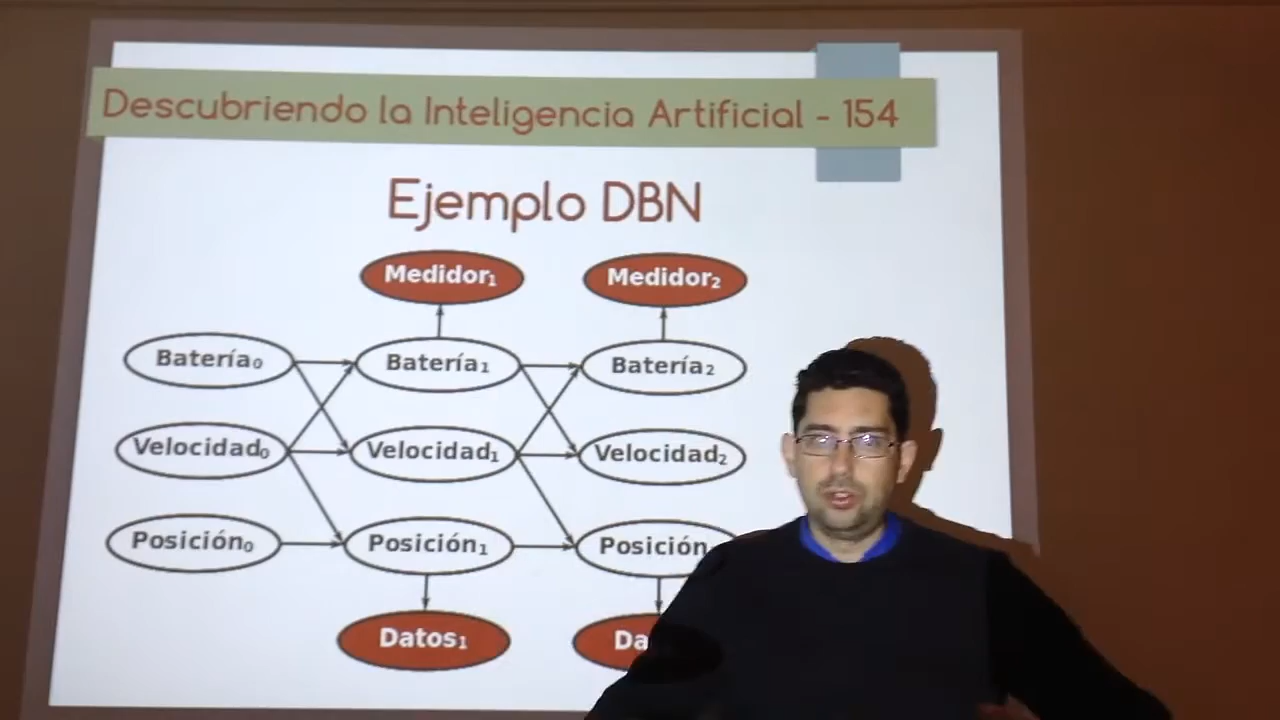 Descubriendo la Inteligencia Artificial - 154
Ejemplo DBN
Medidor₁ Medidor₂
Batería₀ Batería₁ Batería₂
Velocidad₀ Velocidad₁ Velocidad₂
Posición₀ Posición₁ Posición
Datos₁ Da